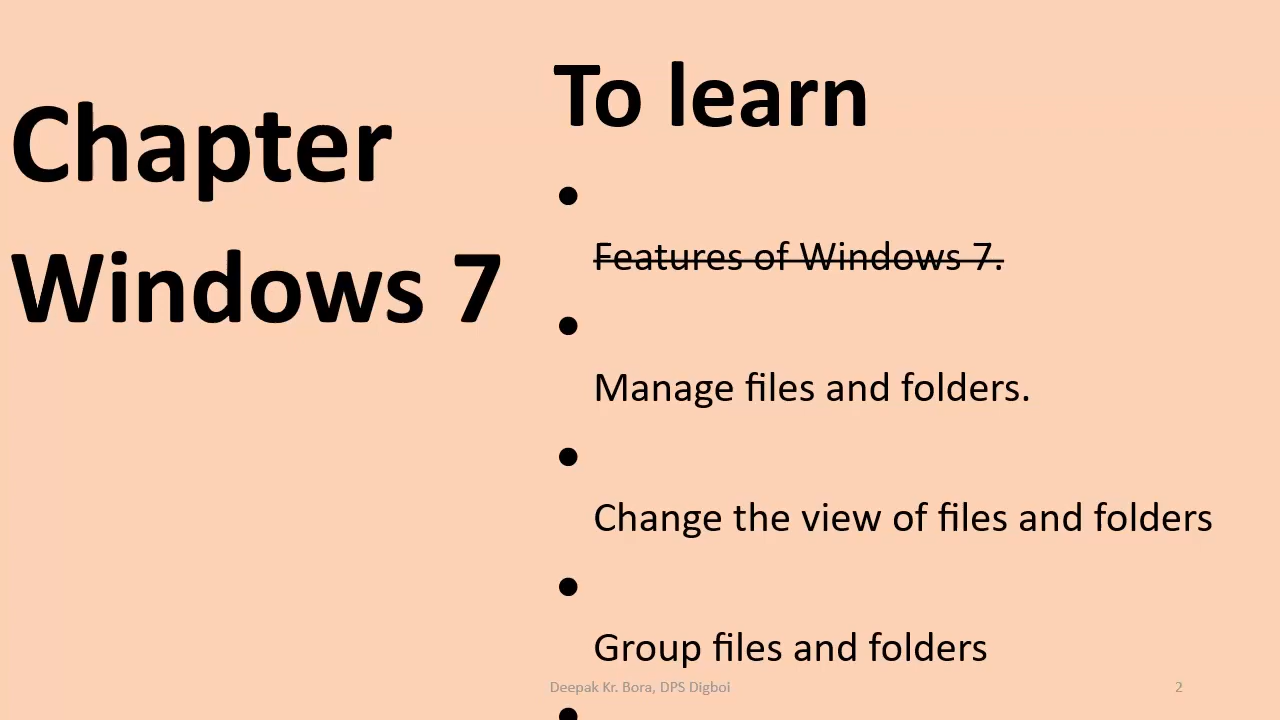 Chapter
Windows 7
To learn
•
Features of Windows 7.
•
Manage files and folders.
•
Change the view of files and folders
•
Group files and folders
•
Deepak Kr. Bora, DPS Digboi
2